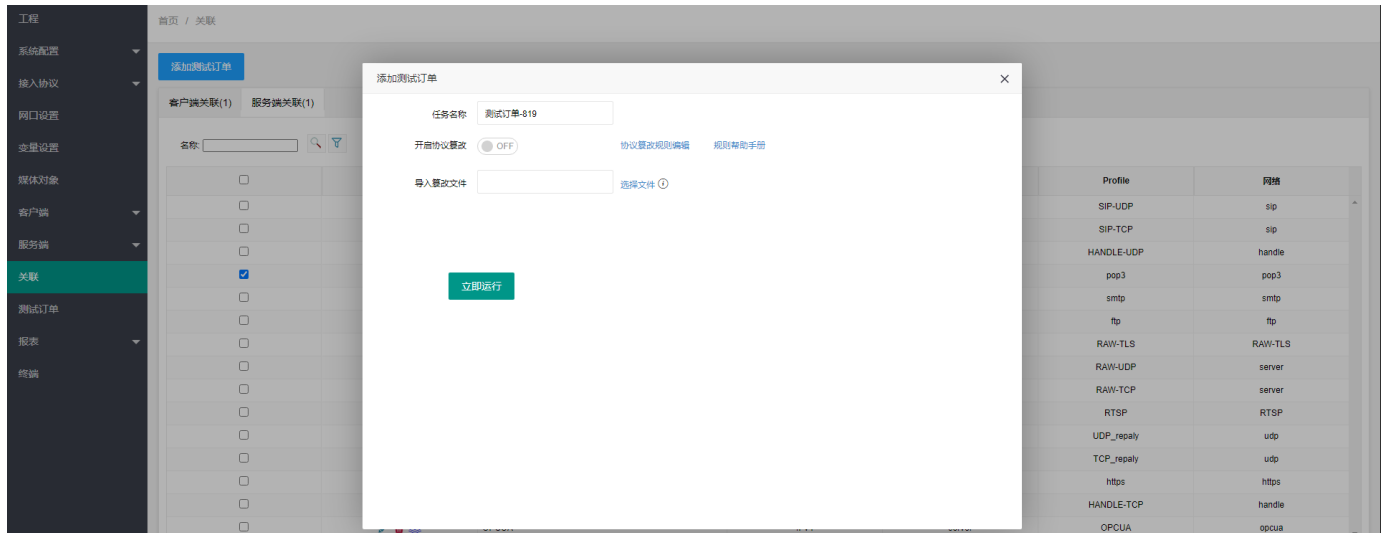 工程
首页 / 关联
系统配置
接入协议
网口设置
变量设置
媒体对象
客户端
服务端
关联
测试订单
报表
终端
添加测试订单
客户端关联(1) 服务端关联(1)
名称:
添加测试订单
任务名称 测试订单-819
开启协议篡改 OFF 协议篡改规则编辑 规则帮助手册
导入篡改文件 选择文件
立即运行
Profile 网络
SIP-UDP sip
SIP-TCP sip
HANDLE-UDP handle
pop3 pop3
smtp smtp
ftp ftp
RAW-TLS RAW-TLS
RAW-UDP server
RAW-TCP server
RTSP RTSP
UDP_repaly udp
TCP_repaly udp
https https
HANDLE-TCP handle
OPCUA opcua